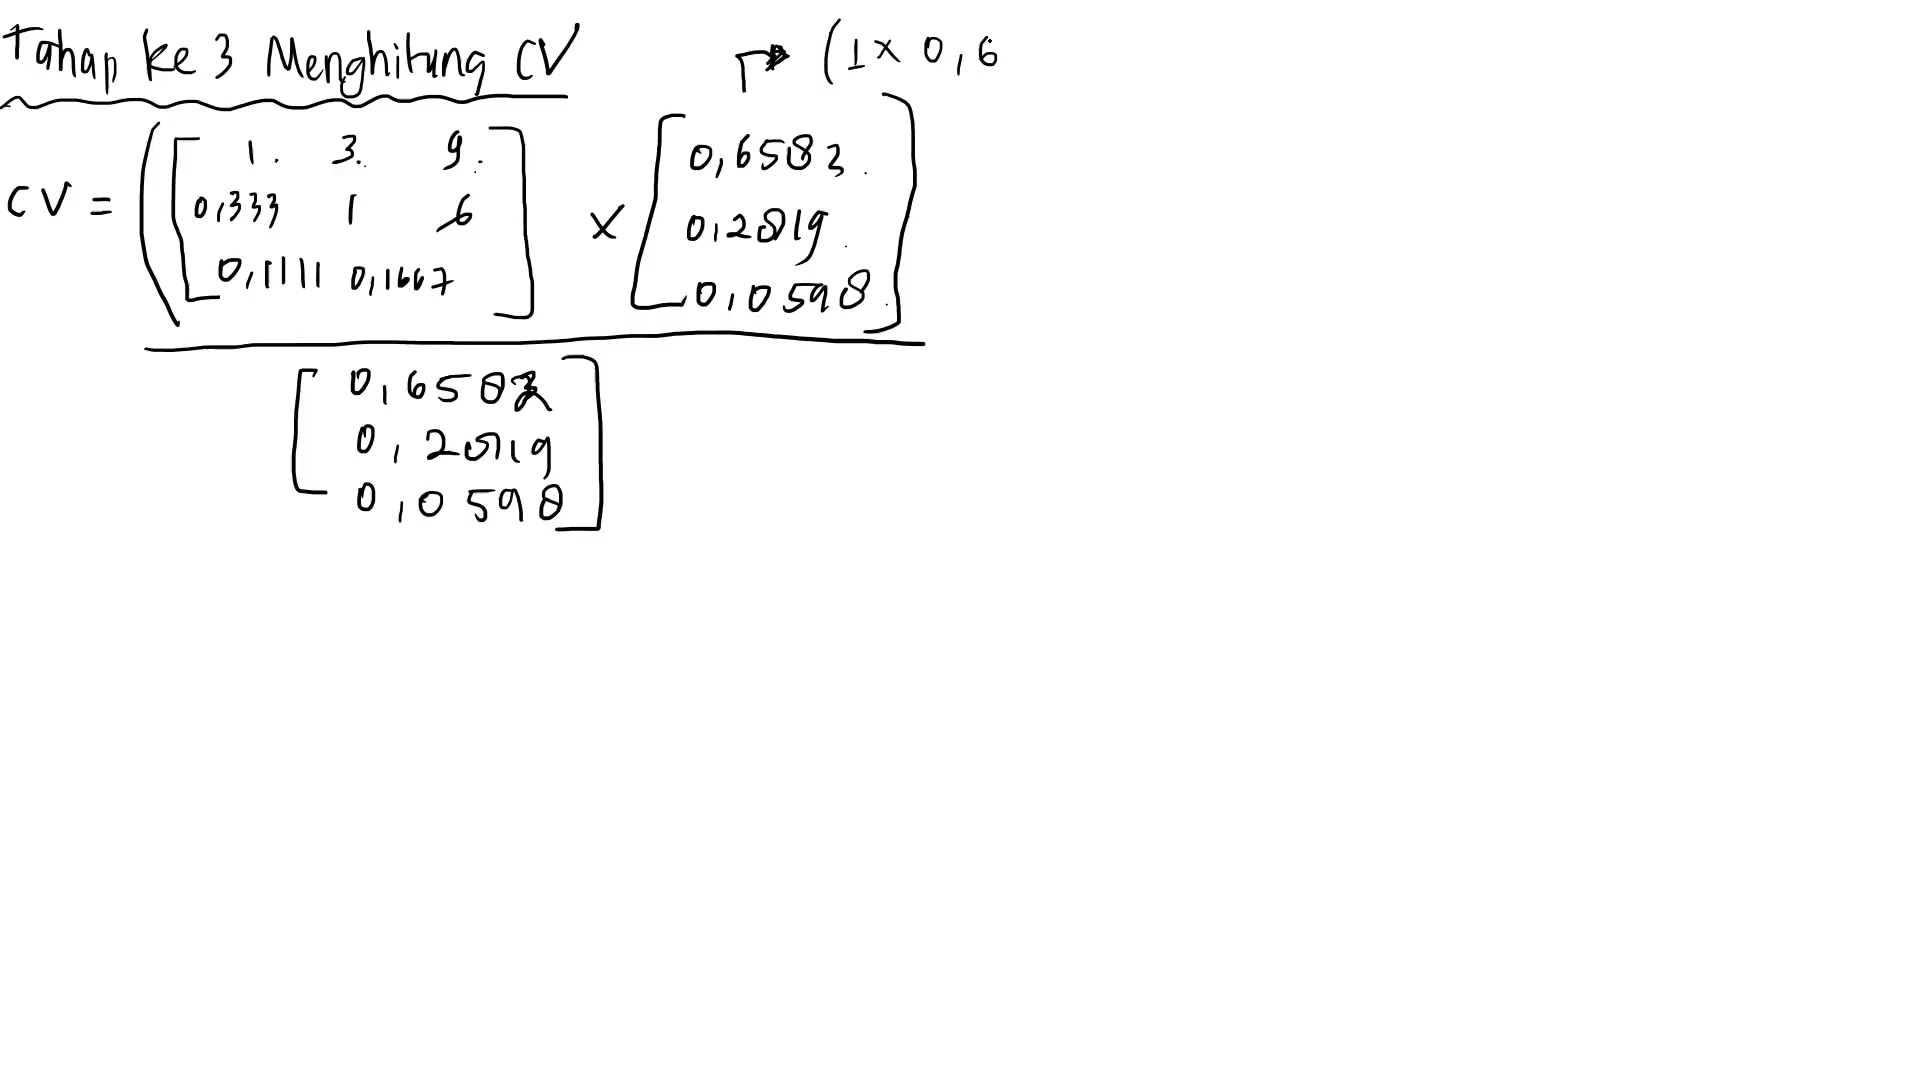 Tahap ke 3 Menghitung CV
(1 x 0,6
1. 3. 9.
0,6583
CV = 0,333 1 6 x 0,2819
0,1111 0,1667 0,0598
0,6583
0,2819
0,0598